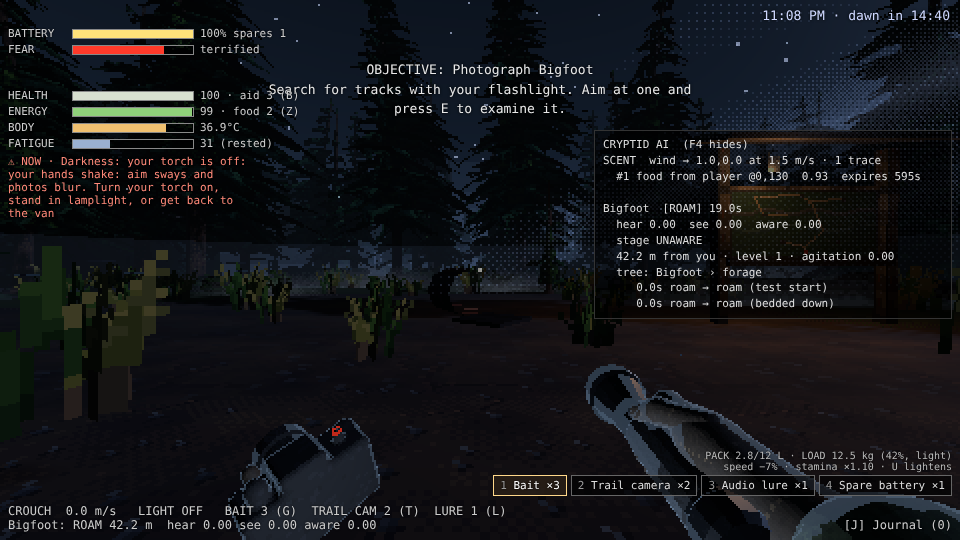 11:08 PM · dawn in 14:40
BATTERY 100% spares 1
FEAR terrified
OBJECTIVE: Photograph Bigfoot
Search for tracks with your flashlight. Aim at one and
press E to examine it.
HEALTH 100 · aid 3 (B)
ENERGY 99 · food 2 (Z)
BODY 36.9°C
FATIGUE 31 (rested)
⚠ NOW · Darkness: your torch is off:
your hands shake: aim sways and
photos blur. Turn your torch on,
stand in lamplight, or get back to
the van
CRYPTID AI (F4 hides)
SCENT wind → 1.0,0.0 at 1.5 m/s · 1 trace
#1 food from player @0,130 0.93 expires 595s
Bigfoot [ROAM] 19.0s
hear 0.00 see 0.00 aware 0.00
stage UNAWARE
42.2 m from you · level 1 · agitation 0.00
tree: Bigfoot › forage
0.0s roam → roam (test start)
0.0s roam → roam (bedded down)
PACK 2.8/12 L · LOAD 12.5 kg (42%, light)
speed −7% · stamina ×1.10 · U lightens
1 Bait ×3 2 Trail camera ×2 3 Audio lure ×1 4 Spare battery ×1
CROUCH 0.0 m/s LIGHT OFF BAIT 3 (G) TRAIL CAM 2 (T) LURE 1 (L)
Bigfoot: ROAM 42.2 m hear 0.00 see 0.00 aware 0.00
[J] Journal (0)